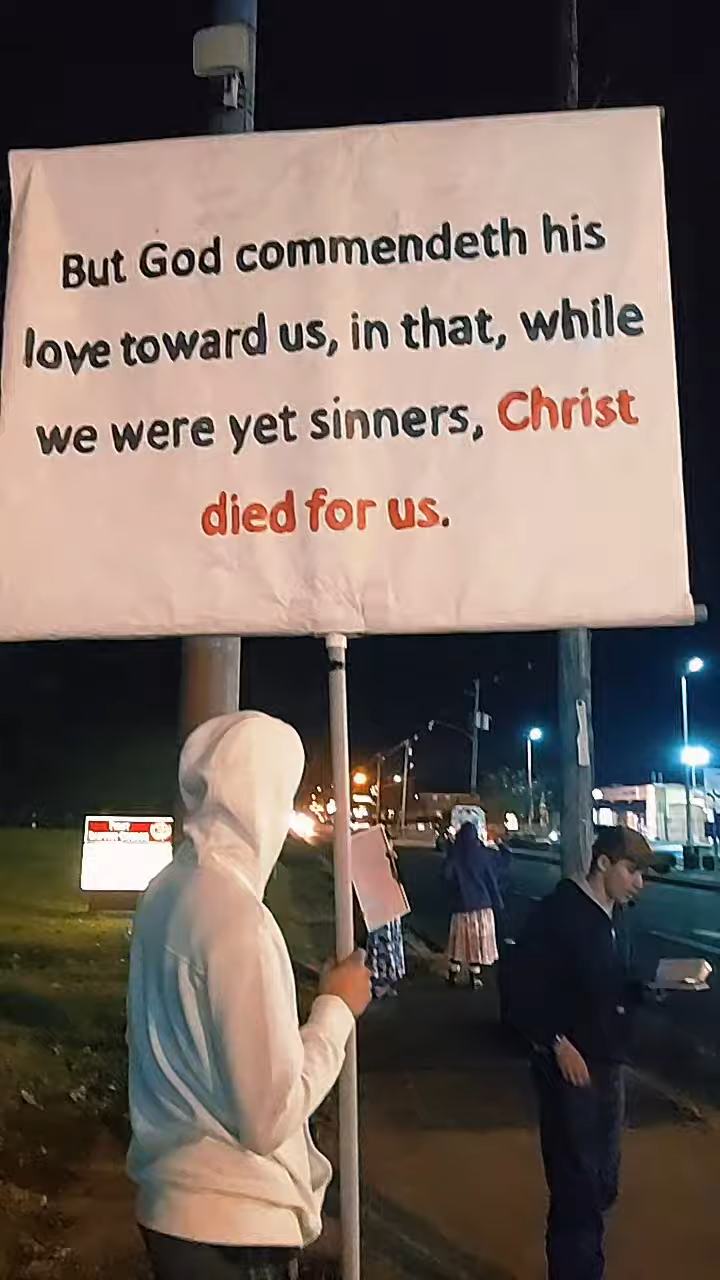 But God commendeth his
love toward us, in that, while
we were yet sinners, Christ
died for us.